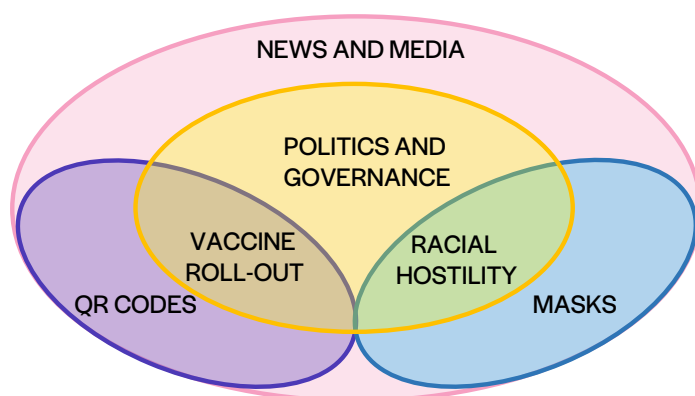 NEWS AND MEDIA
POLITICS AND
GOVERNANCE
VACCINE
ROLL-OUT
RACIAL
HOSTILITY
QR CODES
MASKS